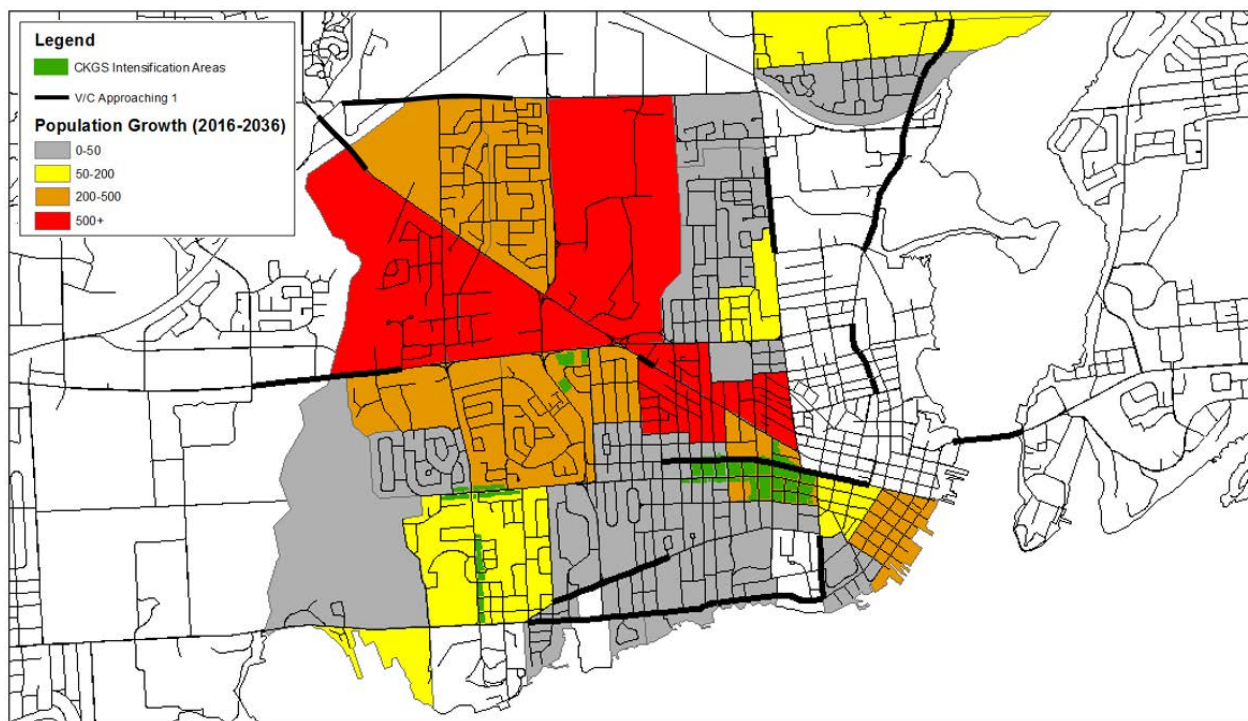 Legend
CKGS Intensification Areas
V/C Approaching 1
Population Growth (2016-2036)
0-50
50-200
200-500
500+